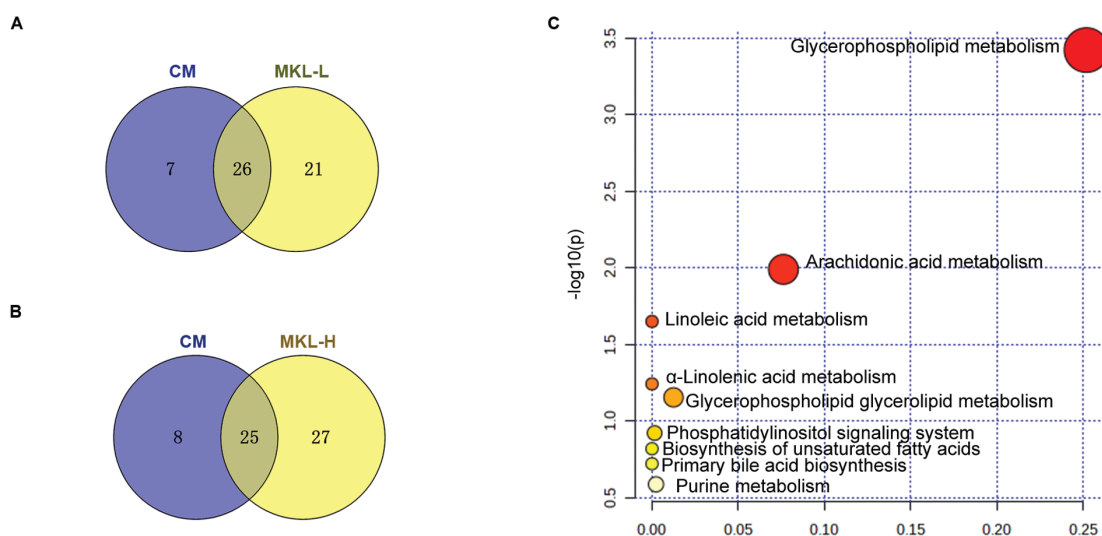 A
CM
MKL-L
7
26
21
B
CM
MKL-H
8
25
27
C
-log10(p)
3.5
3.0
2.5
2.0
1.5
1.0
0.5
Glycerophospholipid metabolism
Arachidonic acid metabolism
Linoleic acid metabolism
α-Linolenic acid metabolism
Glycerophospholipid glycerolipid metabolism
Phosphatidylinositol signaling system
Biosynthesis of unsaturated fatty acids
Primary bile acid biosynthesis
Purine metabolism
0.00
0.05
0.10
0.15
0.20
0.25